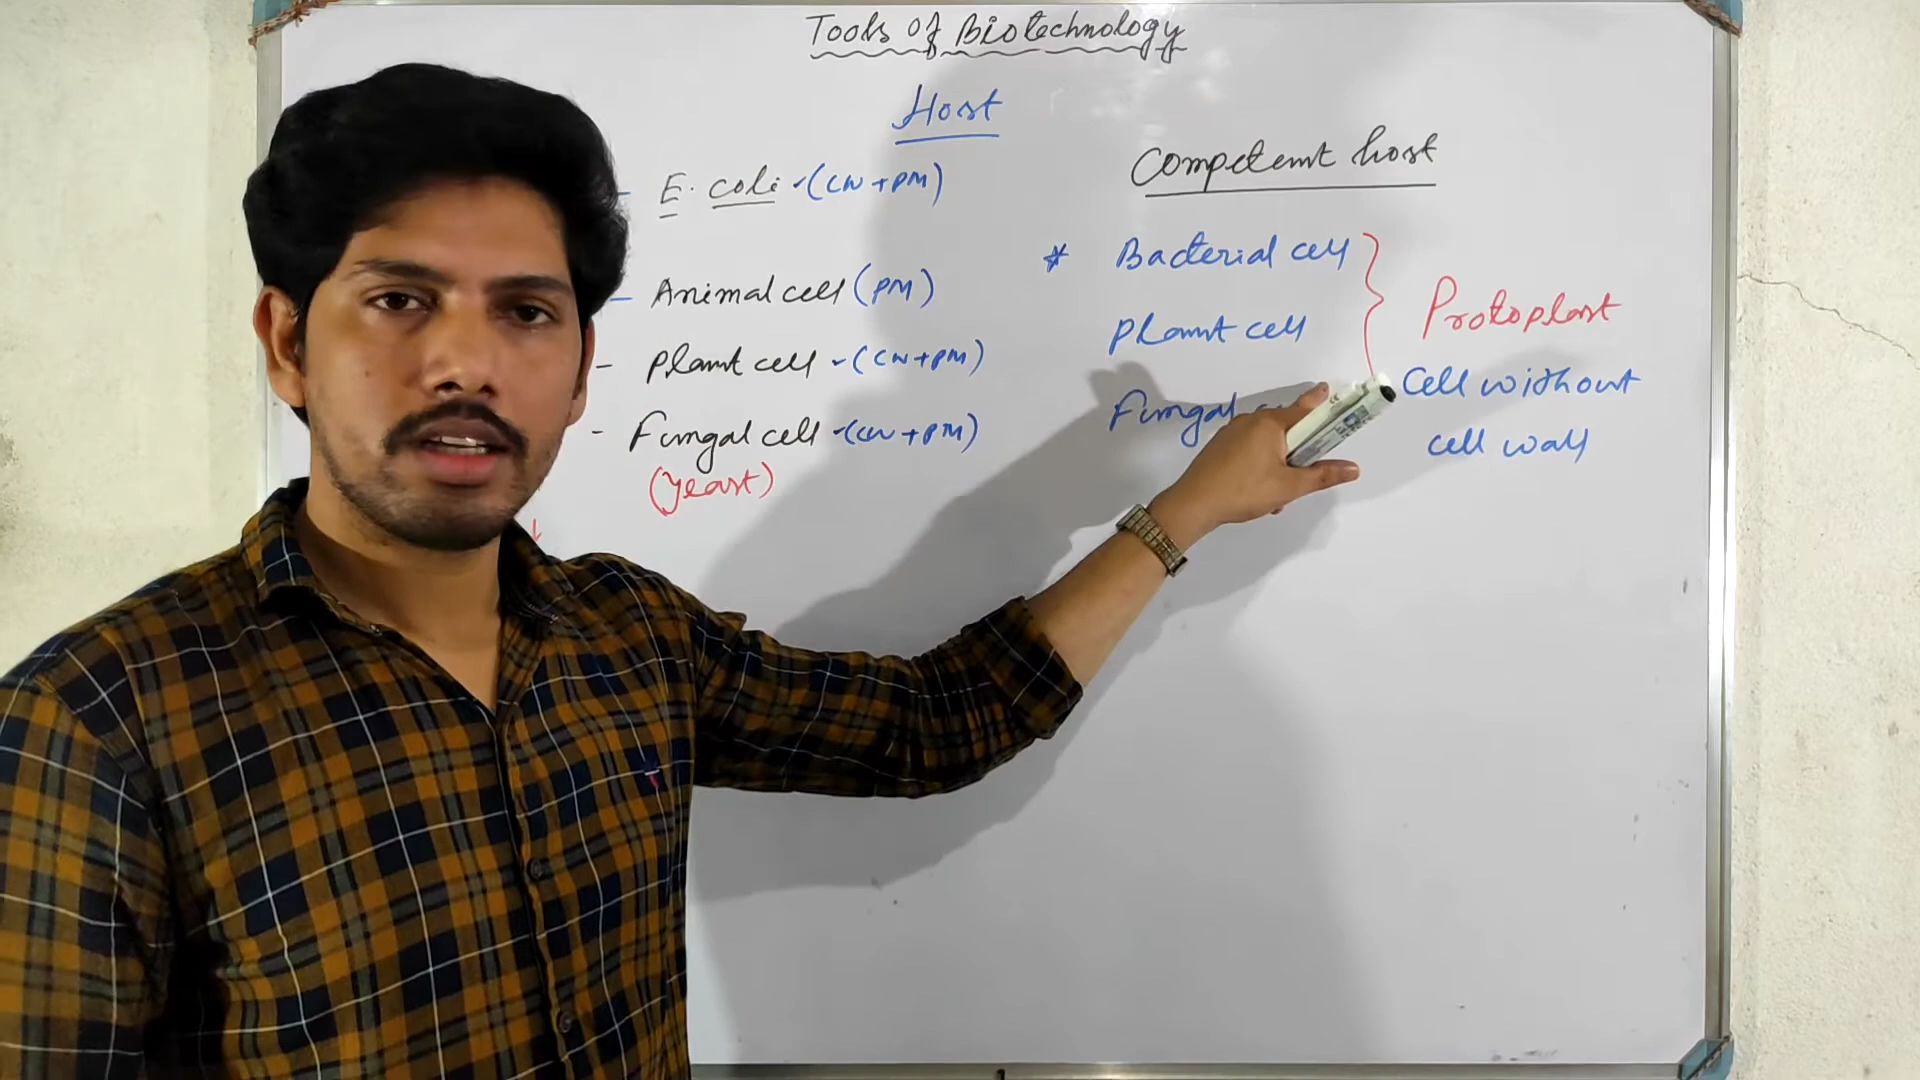 Tools of Biotechnology
Host
- E. coli - (CW + PM)
- Animal cell (PM)
- Plant cell - (CW + PM)
- Fungal cell - (CW + PM)
(Yeast)
↓
Competent host
* Bacterial cell
Plant cell
Fungal
Protoplast
Cell without
cell wall